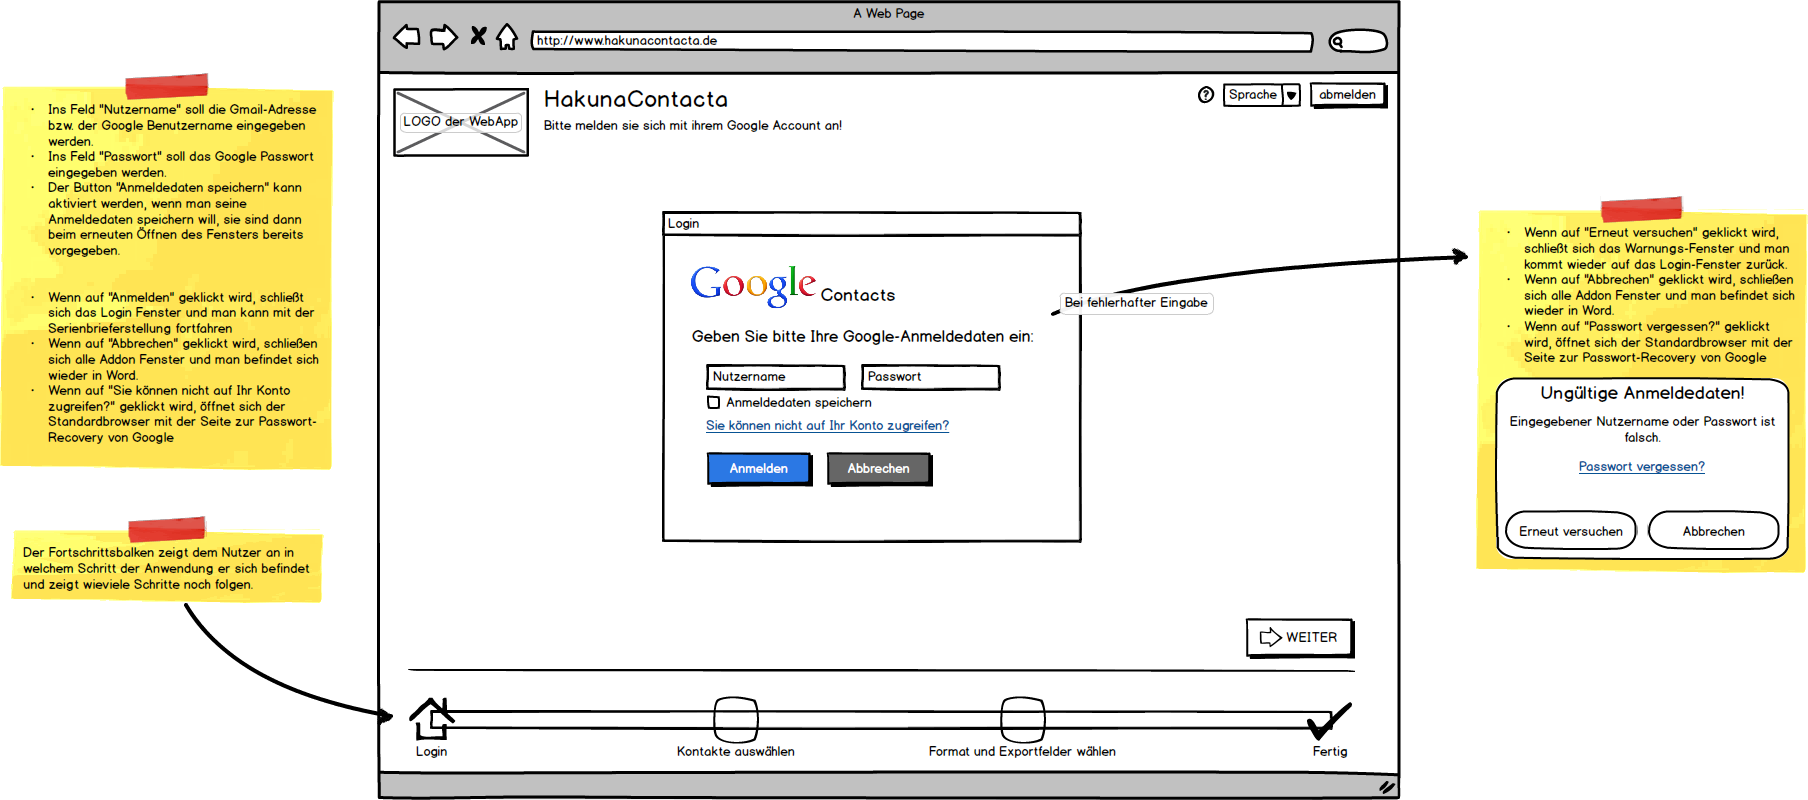 A Web Page
http://www.hakunacontacta.de
LOGO der WebApp
HakunaContacta
Bitte melden sie sich mit ihrem Google Account an!
?
Sprache
abmelden
· Ins Feld "Nutzername" soll die Gmail-Adresse
bzw. der Google Benutzername eingegeben
werden.
· Ins Feld "Passwort" soll das Google Passwort
eingegeben werden.
· Der Button "Anmeldedaten speichern" kann
aktiviert werden, wenn man seine
Anmeldedaten speichern will, sie sind dann
beim erneuten Öffnen des Fensters bereits
vorgegeben.
· Wenn auf "Anmelden" geklickt wird, schließt
sich das Login Fenster und man kann mit der
Serienbrieferstellung fortfahren
· Wenn auf "Abbrechen" geklickt wird, schließen
sich alle Addon Fenster und man befindet sich
wieder in Word.
· Wenn auf "Sie können nicht auf Ihr Konto
zugreifen?" geklickt wird, öffnet sich der
Standardbrowser mit der Seite zur Passwort-
Recovery von Google
Der Fortschrittsbalken zeigt dem Nutzer an in
welchem Schritt der Anwendung er sich befindet
und zeigt wieviele Schritte noch folgen.
Login
Google Contacts
Geben Sie bitte Ihre Google-Anmeldedaten ein:
Nutzername
Passwort
Anmeldedaten speichern
Sie können nicht auf Ihr Konto zugreifen?
Anmelden
Abbrechen
Bei fehlerhafter Eingabe
· Wenn auf "Erneut versuchen" geklickt wird,
schließt sich das Warnungs-Fenster und man
kommt wieder auf das Login-Fenster zurück.
· Wenn auf "Abbrechen" geklickt wird, schließen
sich alle Addon Fenster und man befindet sich
wieder in Word.
· Wenn auf "Passwort vergessen?" geklickt
wird, öffnet sich der Standardbrowser mit der
Seite zur Passwort-Recovery von Google
Ungültige Anmeldedaten!
Eingegebener Nutzername oder Passwort ist
falsch.
Passwort vergessen?
Erneut versuchen
Abbrechen
WEITER
Login
Kontakte auswählen
Format und Exportfelder wählen
Fertig